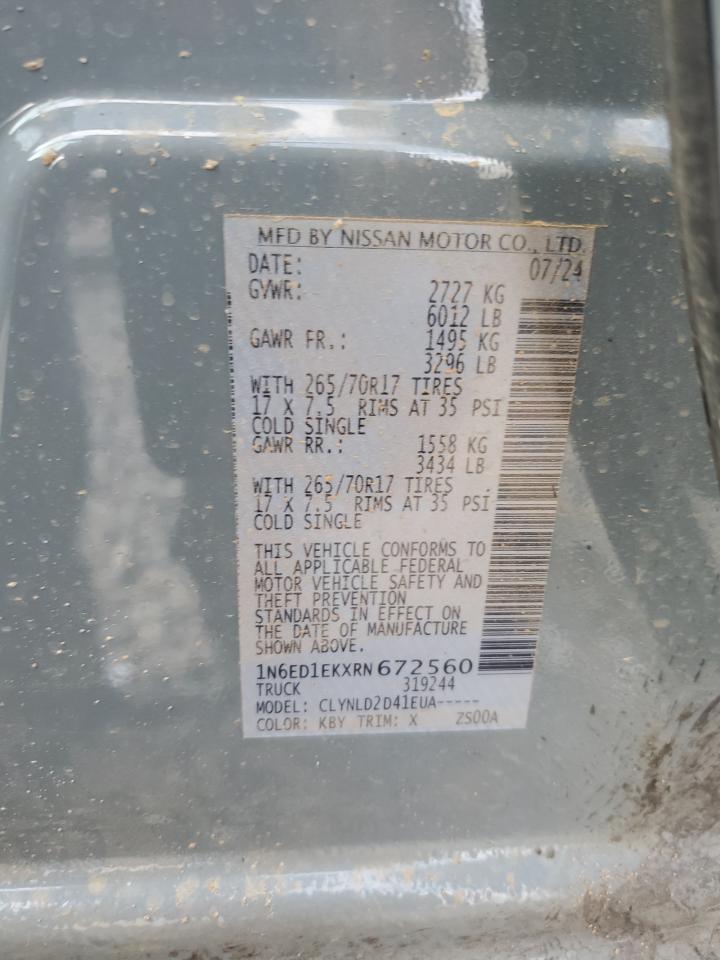 MFD BY NISSAN MOTOR CO., LTD.
DATE: 07/24
GVWR: 2727 KG
6012 LB
GAWR FR.: 1495 KG
3296 LB
WITH 265/70R17 TIRES
17 X 7.5 RIMS AT 35 PSI
COLD SINGLE
GAWR RR.: 1558 KG
3434 LB
WITH 265/70R17 TIRES
17 X 7.5 RIMS AT 35 PSI
COLD SINGLE
THIS VEHICLE CONFORMS TO
ALL APPLICABLE FEDERAL
MOTOR VEHICLE SAFETY AND
THEFT PREVENTION
STANDARDS IN EFFECT ON
THE DATE OF MANUFACTURE
SHOWN ABOVE.
1N6ED1EKXRN672560
TRUCK 319244
MODEL: CLYNLD2D41EUA-----
COLOR: KBY TRIM: X ZS00A